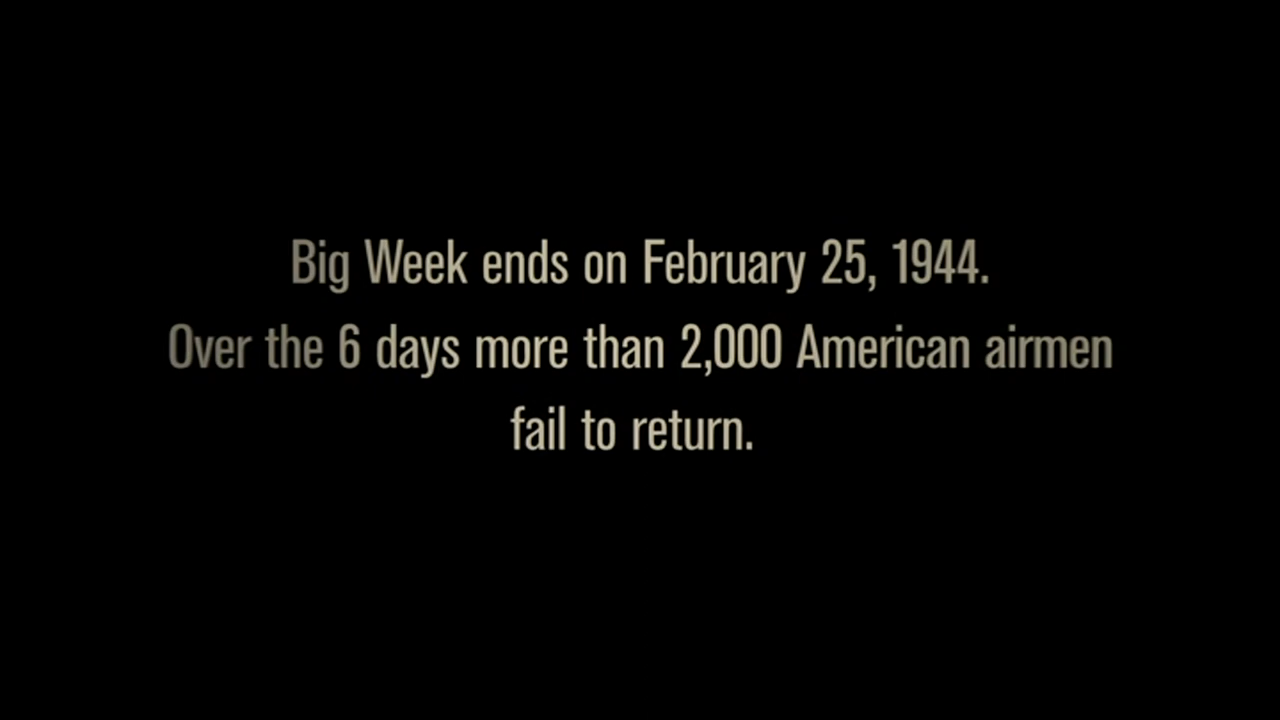 Big Week ends on February 25, 1944.
Over the 6 days more than 2,000 American airmen
fail to return.